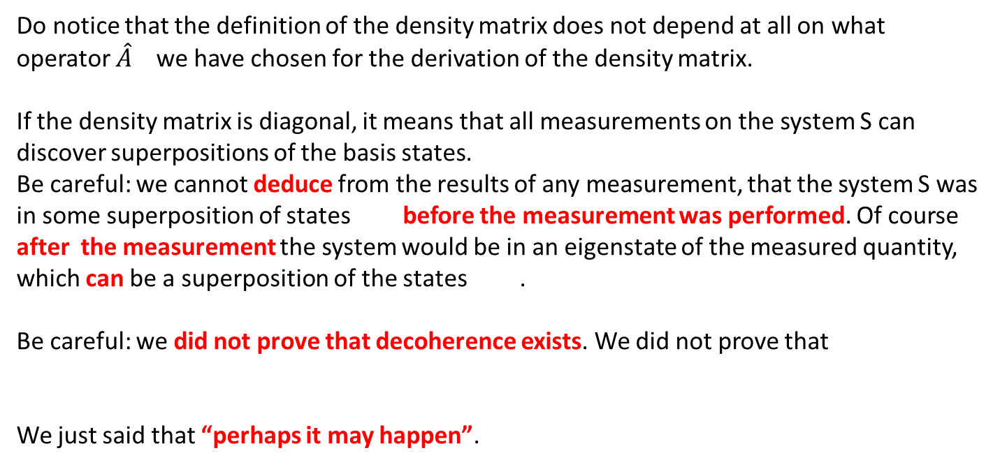 Do notice that the definition of the density matrix does not depend at all on what
operator Â we have chosen for the derivation of the density matrix.
If the density matrix is diagonal, it means that all measurements on the system S can
discover superpositions of the basis states.
Be careful: we cannot deduce from the results of any measurement, that the system S was
in some superposition of states before the measurement was performed. Of course
after the measurement the system would be in an eigenstate of the measured quantity,
which can be a superposition of the states .
Be careful: we did not prove that decoherence exists. We did not prove that
We just said that “perhaps it may happen”.